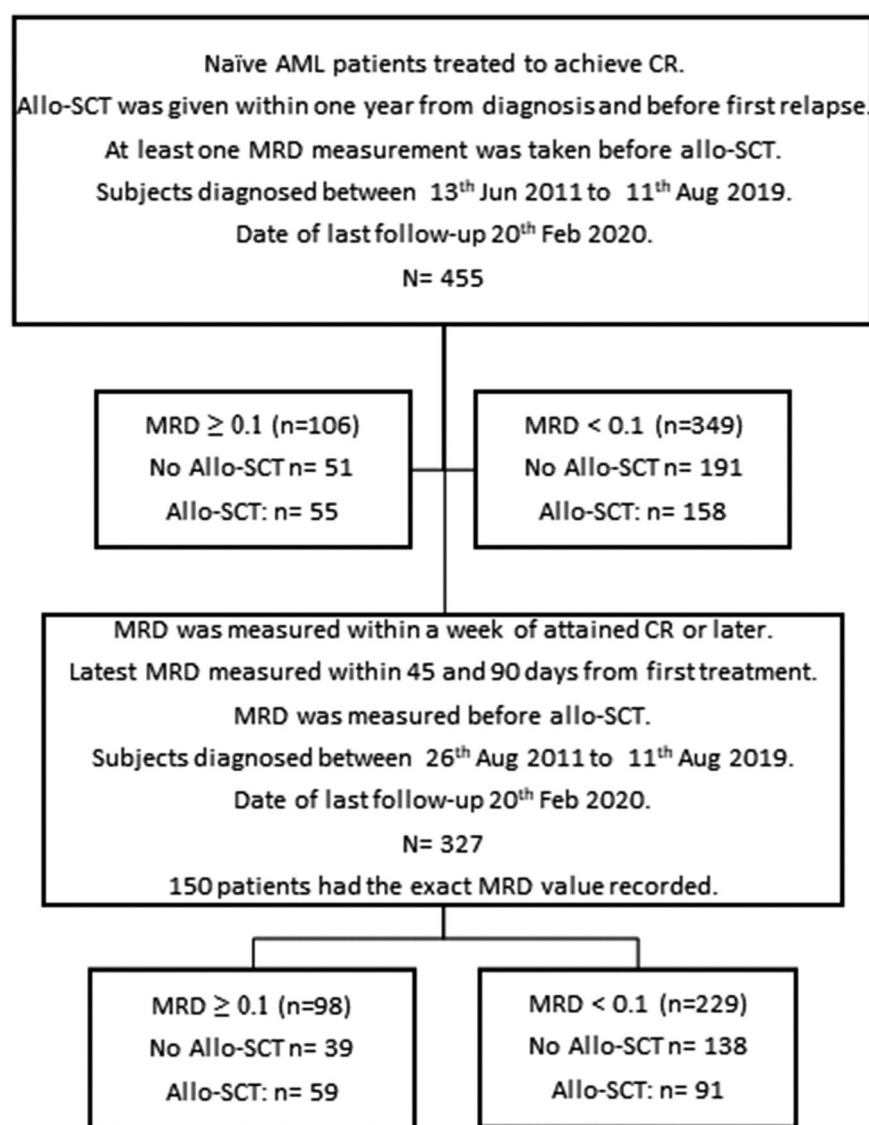 Naïve AML patients treated to achieve CR.
Allo-SCT was given within one year from diagnosis and before first relapse.
At least one MRD measurement was taken before allo-SCT.
Subjects diagnosed between 13th Jun 2011 to 11th Aug 2019.
Date of last follow-up 20th Feb 2020.
N= 455
MRD ≥ 0.1 (n=106)
No Allo-SCT n= 51
Allo-SCT: n= 55
MRD < 0.1 (n=349)
No Allo-SCT n= 191
Allo-SCT: n= 158
MRD was measured within a week of attained CR or later.
Latest MRD measured within 45 and 90 days from first treatment.
MRD was measured before allo-SCT.
Subjects diagnosed between 26th Aug 2011 to 11th Aug 2019.
Date of last follow-up 20th Feb 2020.
N= 327
150 patients had the exact MRD value recorded.
MRD ≥ 0.1 (n=98)
No Allo-SCT n= 39
Allo-SCT: n= 59
MRD < 0.1 (n=229)
No Allo-SCT n= 138
Allo-SCT: n= 91